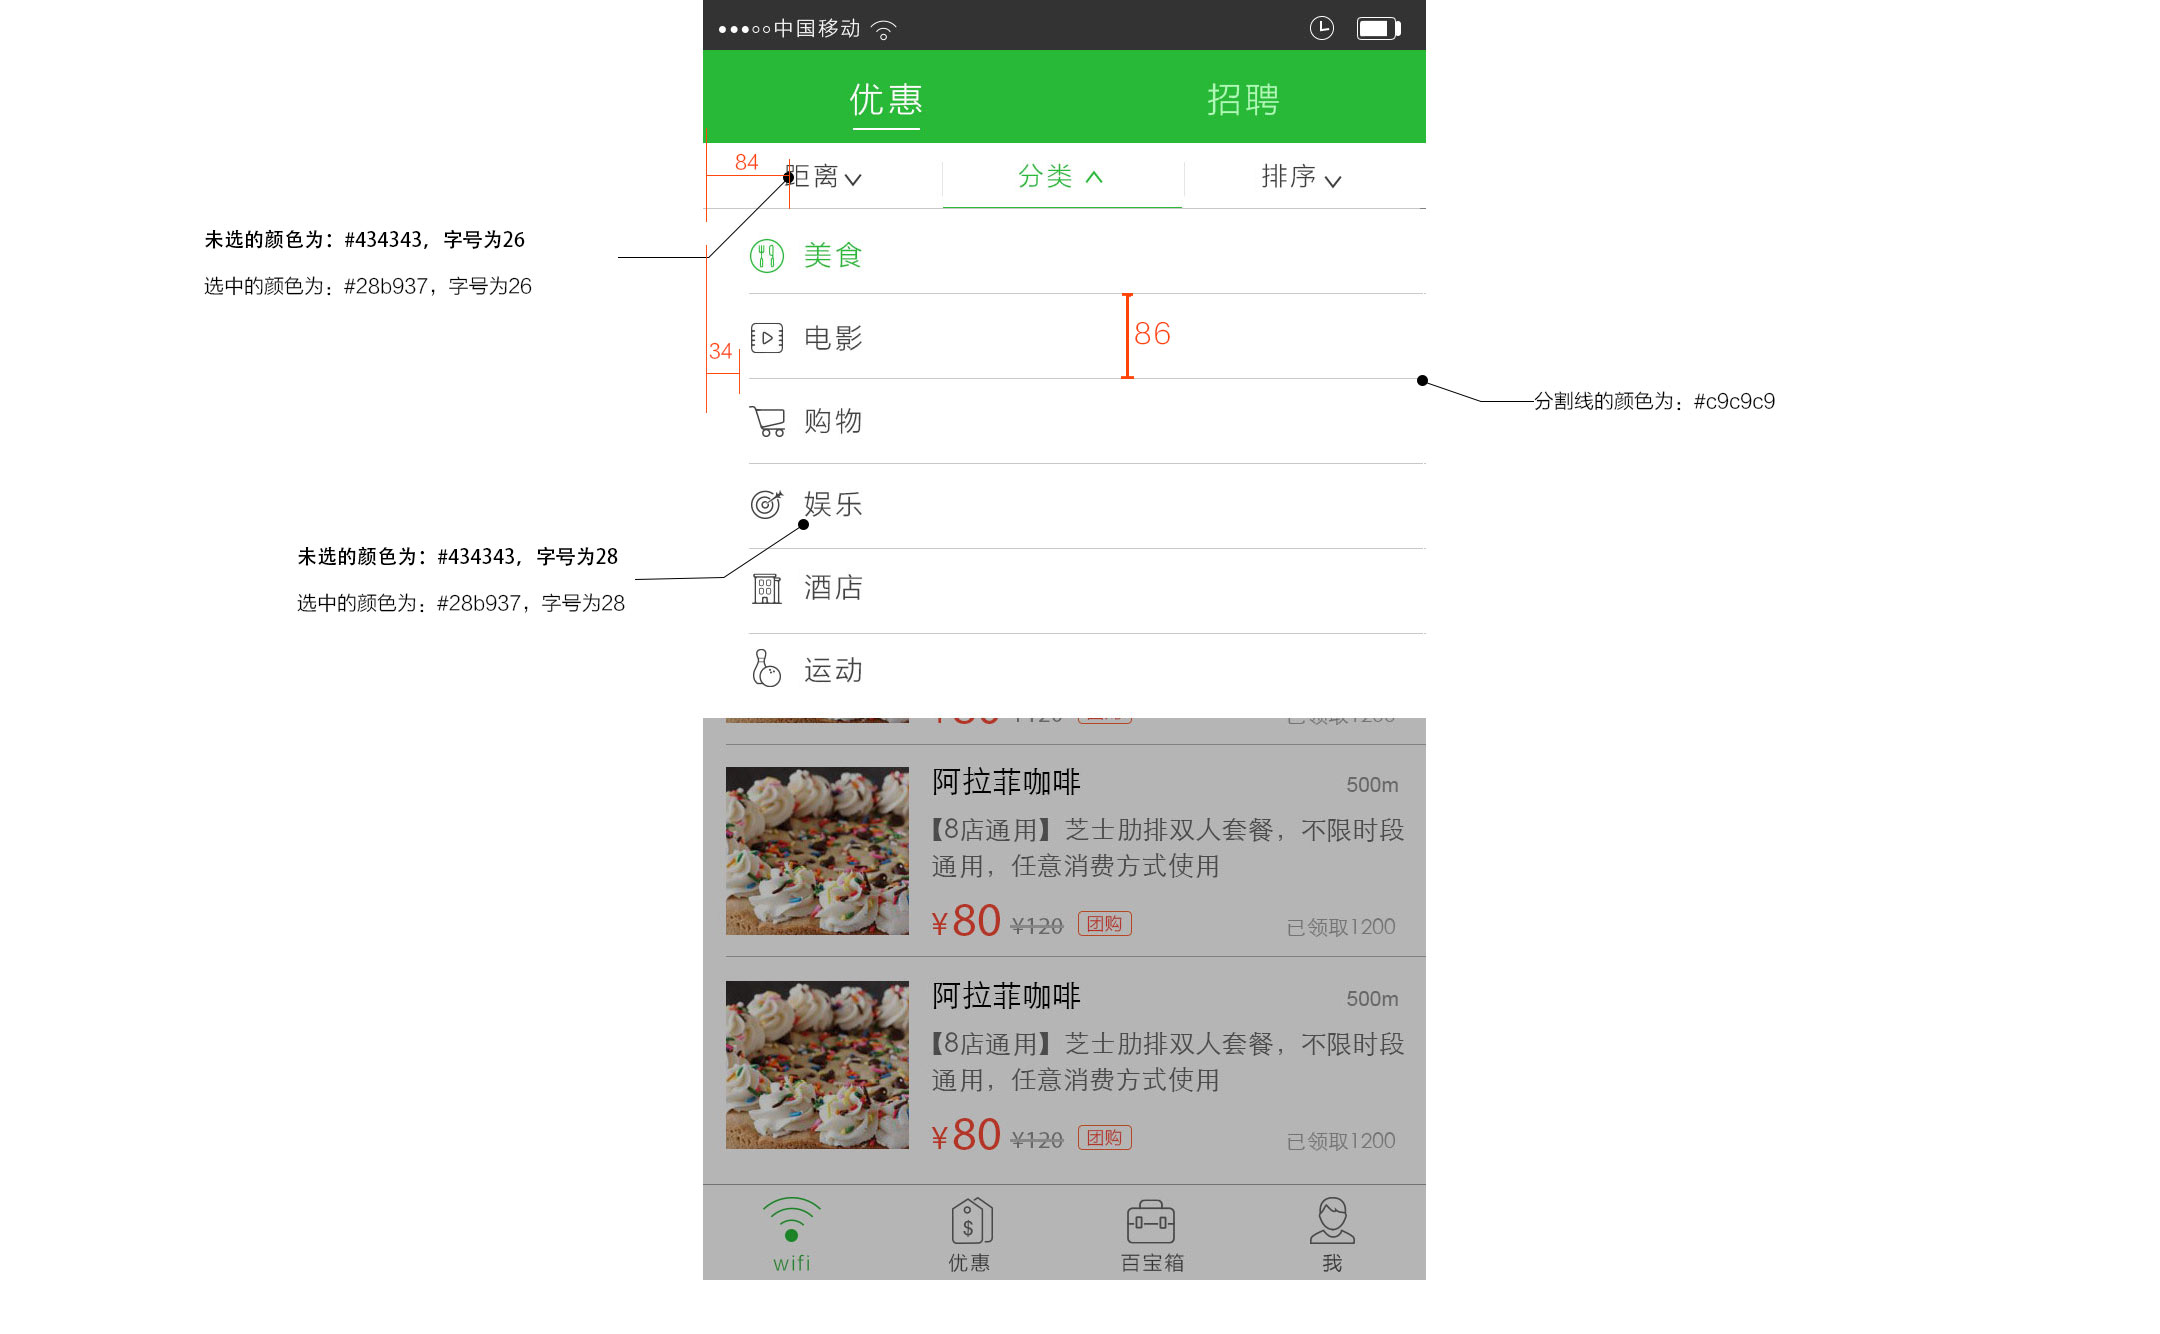 中国移动
优惠 招聘
84
距离 分类 排序
未选的颜色为：#434343，字号为26
选中的颜色为：#28b937，字号为26
美食
86
电影
34
分割线的颜色为：#c9c9c9
购物
娱乐
未选的颜色为：#434343，字号为28
选中的颜色为：#28b937，字号为28
酒店
运动
阿拉菲咖啡 500m
【8店通用】芝士肋排双人套餐，不限时段
通用，任意消费方式使用
¥80 ¥120 团购 已领取1200
阿拉菲咖啡 500m
【8店通用】芝士肋排双人套餐，不限时段
通用，任意消费方式使用
¥80 ¥120 团购 已领取1200
wifi 优惠 百宝箱 我